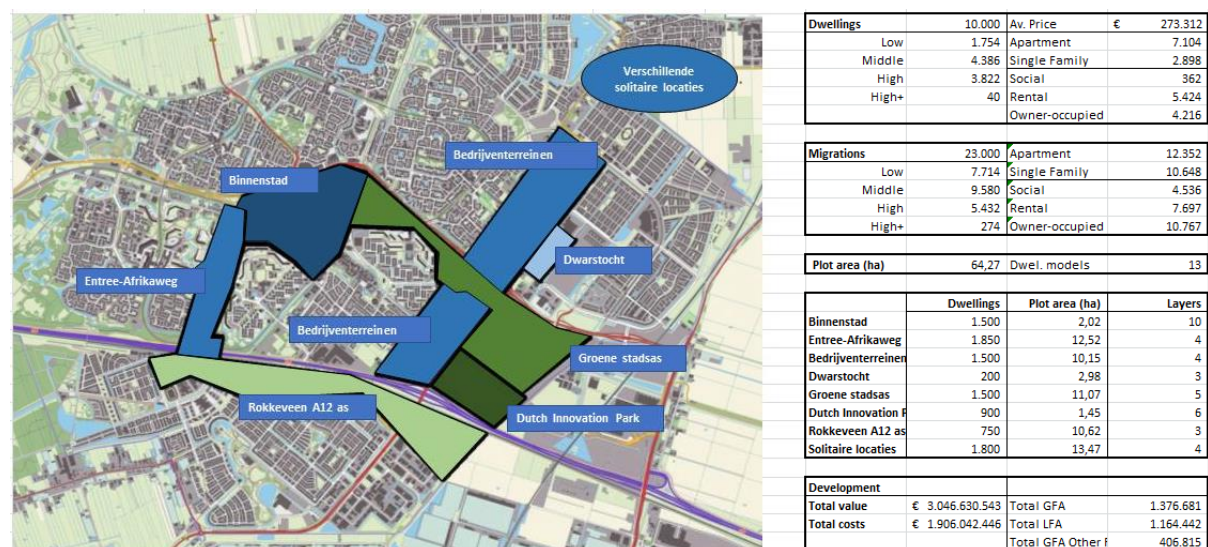 Verschillende
solitaire locaties
Bedrijventerreinen
Binnenstad
Dwarstocht
Entree-Afrikaweg
Bedrijventerreinen
Groene stadsas
Rokkeveen A12 as
Dutch Innovation Park
Dwellings 10.000 Av. Price € 273.312
Low 1.754 Apartment 7.104
Middle 4.386 Single Family 2.898
High 3.822 Social 362
High+ 40 Rental 5.424
Owner-occupied 4.216
Migrations 23.000 Apartment 12.352
Low 7.714 Single Family 10.648
Middle 9.580 Social 4.536
High 5.432 Rental 7.697
High+ 274 Owner-occupied 10.767
Plot area (ha) 64,27 Dwel. models 13
Dwellings Plot area (ha) Layers
Binnenstad 1.500 2,02 10
Entree-Afrikaweg 1.850 12,52 4
Bedrijventerreinen 1.500 10,15 4
Dwarstocht 200 2,98 3
Groene stadsas 1.500 11,07 5
Dutch Innovation P 900 1,45 6
Rokkeveen A12 as 750 10,62 3
Solitaire locaties 1.800 13,47 4
Development
Total value € 3.046.630.543 Total GFA 1.376.681
Total costs € 1.906.042.446 Total LFA 1.164.442
Total GFA Other F 406.815